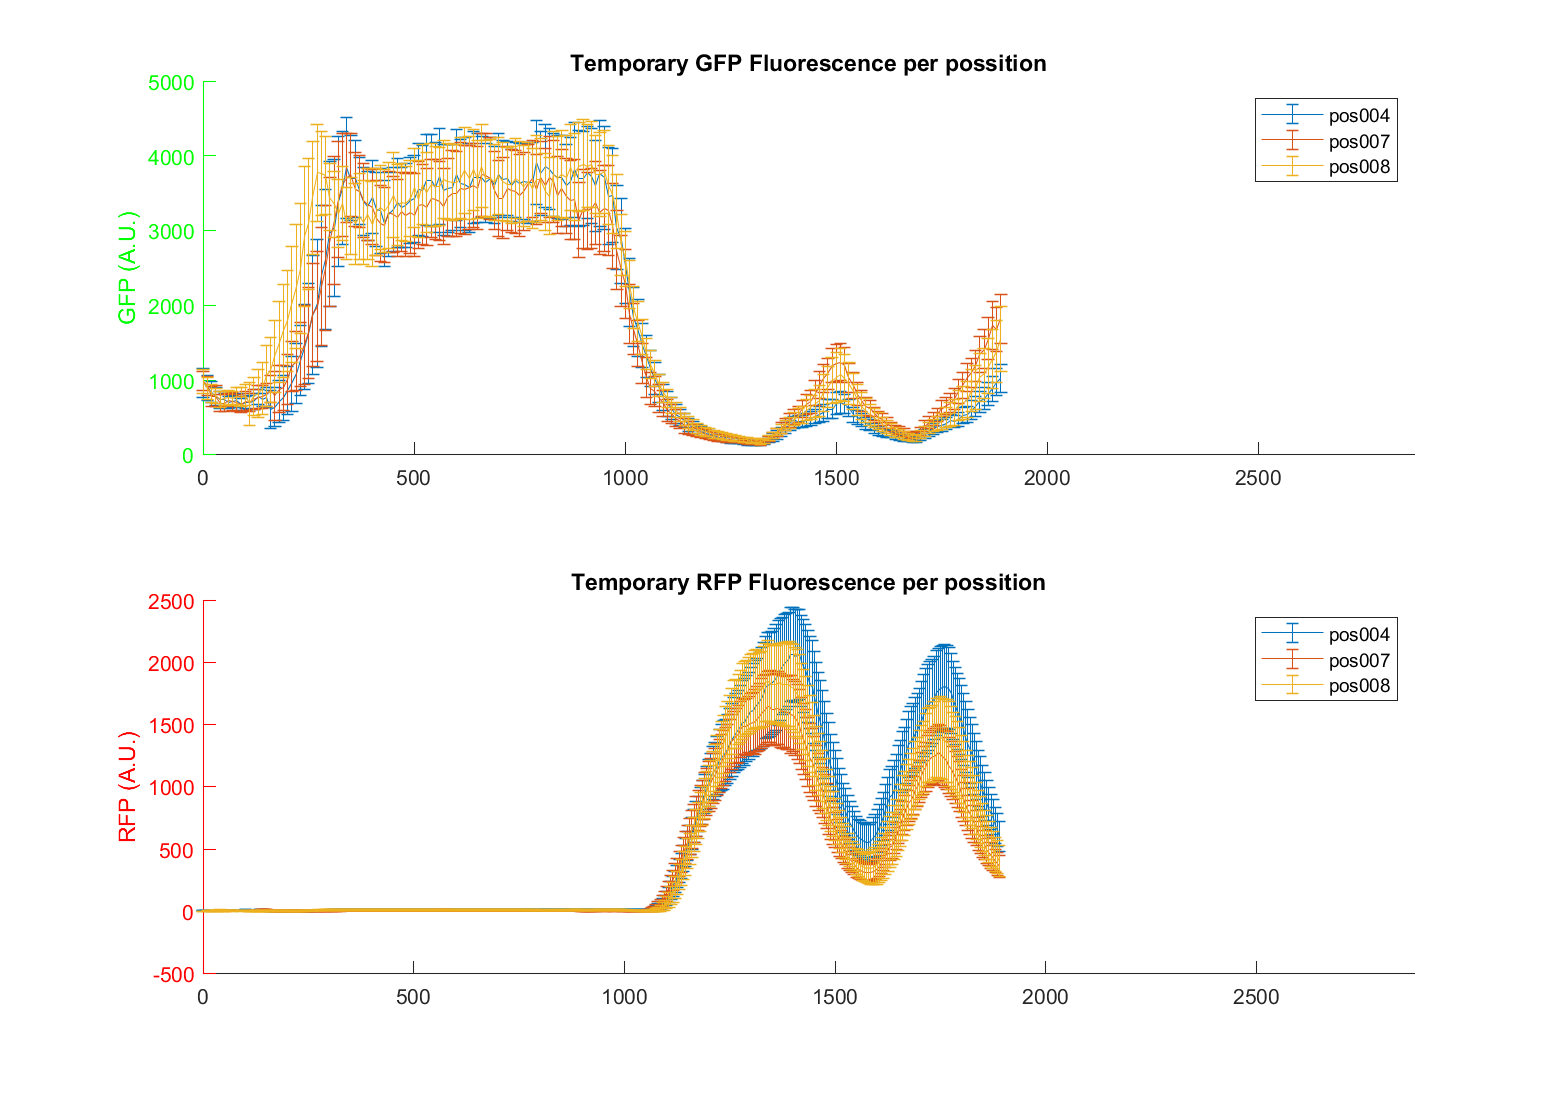 Temporary GFP Fluorescence per possition
5000
4000
3000
2000
1000
0
GFP (A.U.)
0 500 1000 1500 2000 2500
pos004
pos007
pos008
Temporary RFP Fluorescence per possition
2500
2000
1500
1000
500
0
-500
RFP (A.U.)
0 500 1000 1500 2000 2500
pos004
pos007
pos008